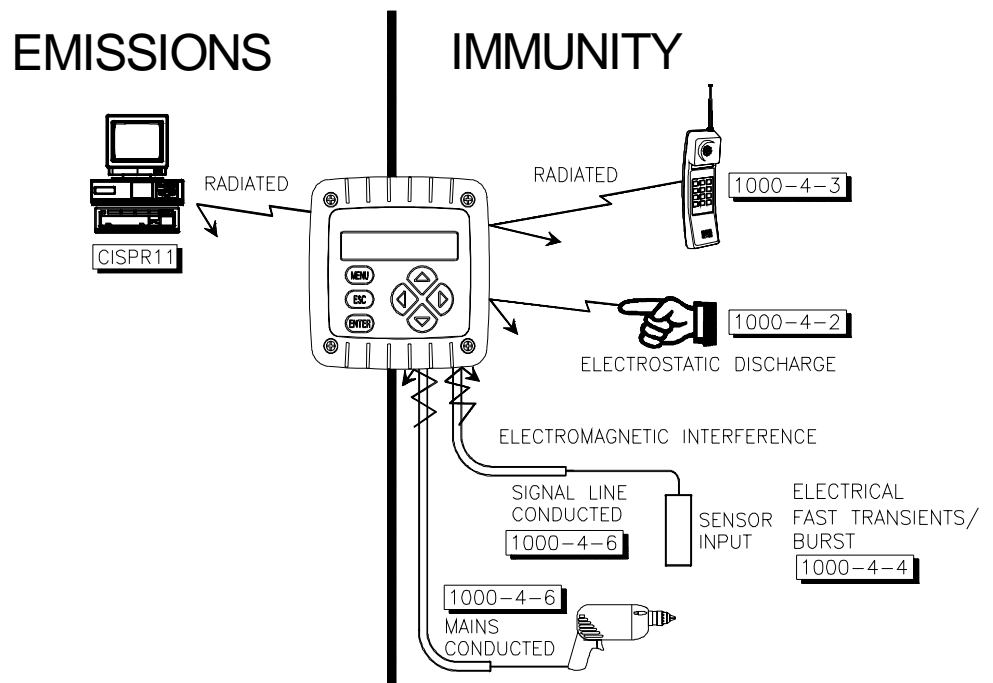 EMISSIONS
IMMUNITY
RADIATED
CISPR11
RADIATED
1000-4-3
MENU
ESC
ENTER
1000-4-2
ELECTROSTATIC DISCHARGE
ELECTROMAGNETIC INTERFERENCE
SIGNAL LINE
CONDUCTED
1000-4-6
SENSOR
INPUT
ELECTRICAL
FAST TRANSIENTS/
BURST
1000-4-4
1000-4-6
MAINS
CONDUCTED